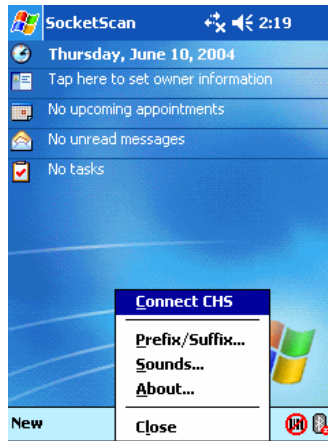 SocketScan 2:19
Thursday, June 10, 2004
Tap here to set owner information
No upcoming appointments
No unread messages
No tasks
Connect CHS
Prefix/Suffix...
Sounds...
About...
Close
New